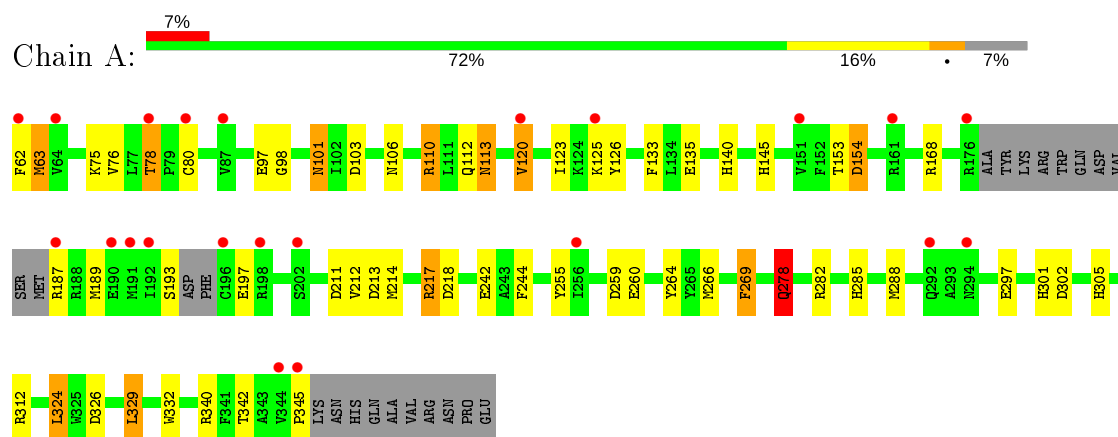 7%
Chain A:
72% 16% • 7%
F62 M63 V64 K75 V76 L77 T78 P79 C80 V87 E97 G98 N101 I102 D103 N106 R110 L111 Q112 N113 V120 I123 K124 K125 Y126 F133 L134 E135 H140 H145 V151 F152 T153 D154 R161 R168 R176 ALA TYR LYS ARG TRP GLN ASP VAL
SER MET R187 R188 M189 E190 M191 I192 S193 ASP PHE C196 E197 R198 S202 D211 V212 D213 M214 R217 D218 E242 A243 F244 Y255 I256 D259 E260 Y264 Y265 M266 F269 Q278 R282 H285 M288 Q292 A293 N294 E297 H301 D302 H305
R312 L324 W325 D326 L329 W332 R340 F341 T342 A343 V344 P345 LYS ASN HIS GLN ALA VAL ARG ASN PRO GLU